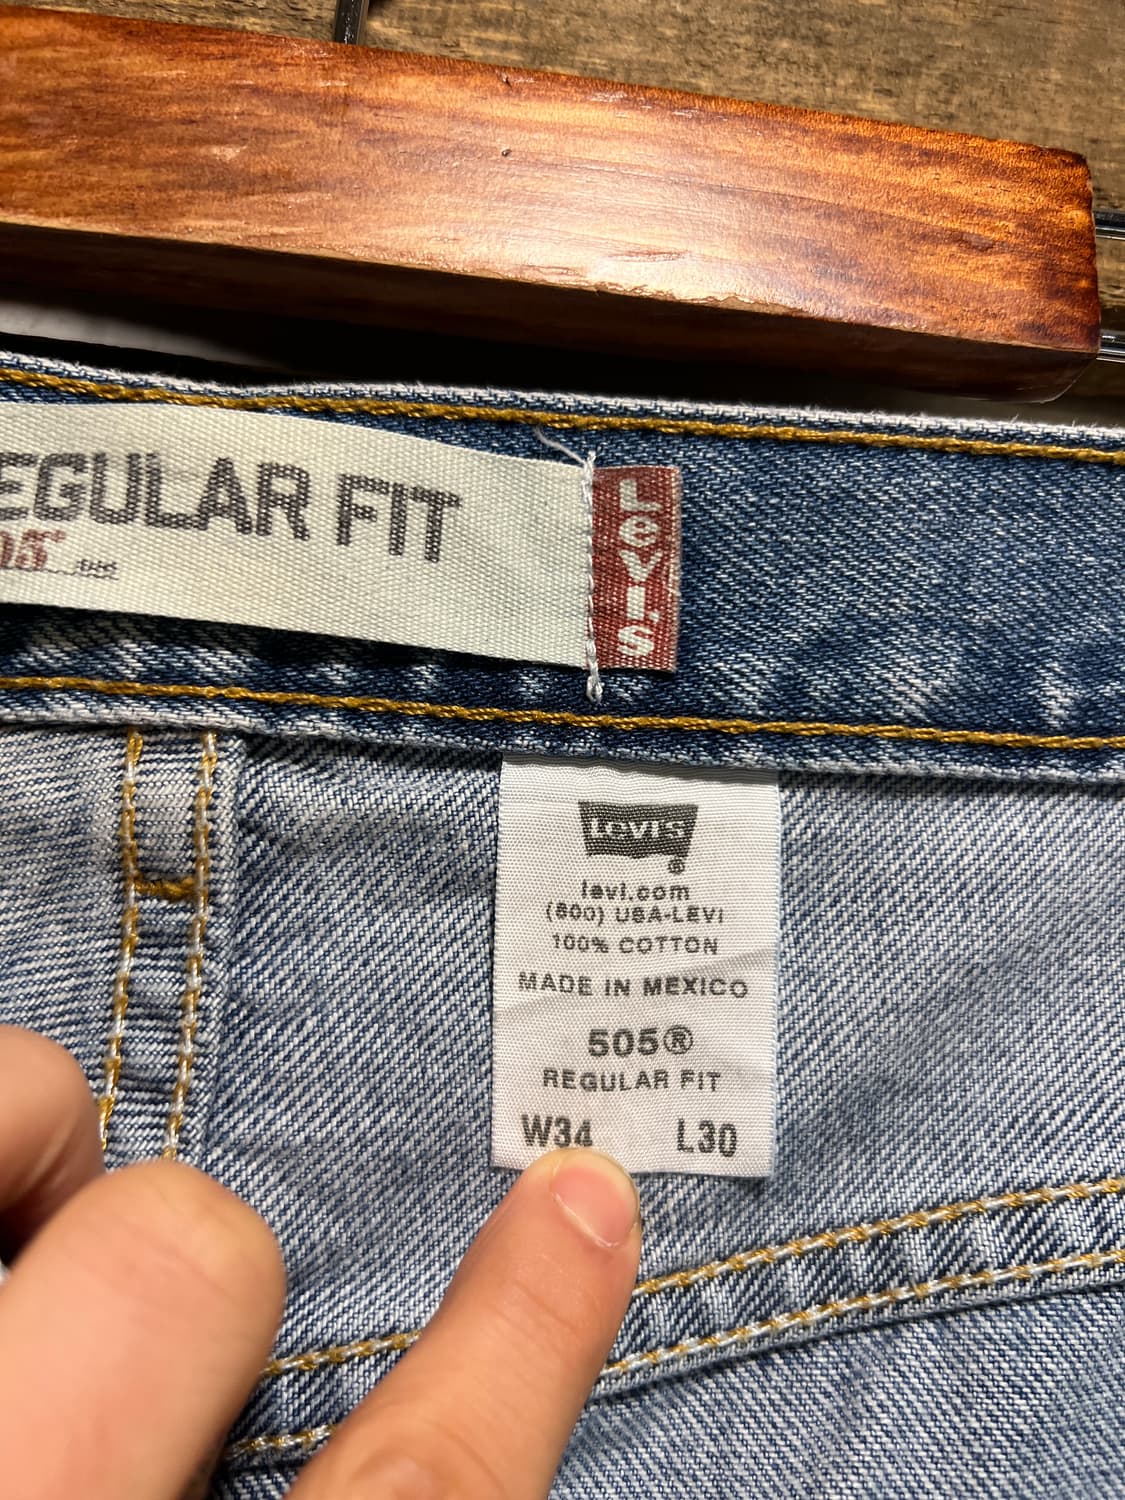 EGULAR FIT
05®
Levi's
Levi's
®
levi.com
(800) USA-LEVI
100% COTTON
MADE IN MEXICO
505®
REGULAR FIT
W34 L30